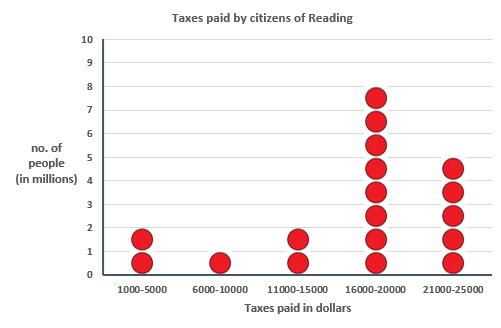 Taxes paid by citizens of Reading
10
9
8
7
6
5
4
3
2
1
0
no. of
people
(in millions)
1000-5000 6000-10000 11000-15000 16000-20000 21000-25000
Taxes paid in dollars